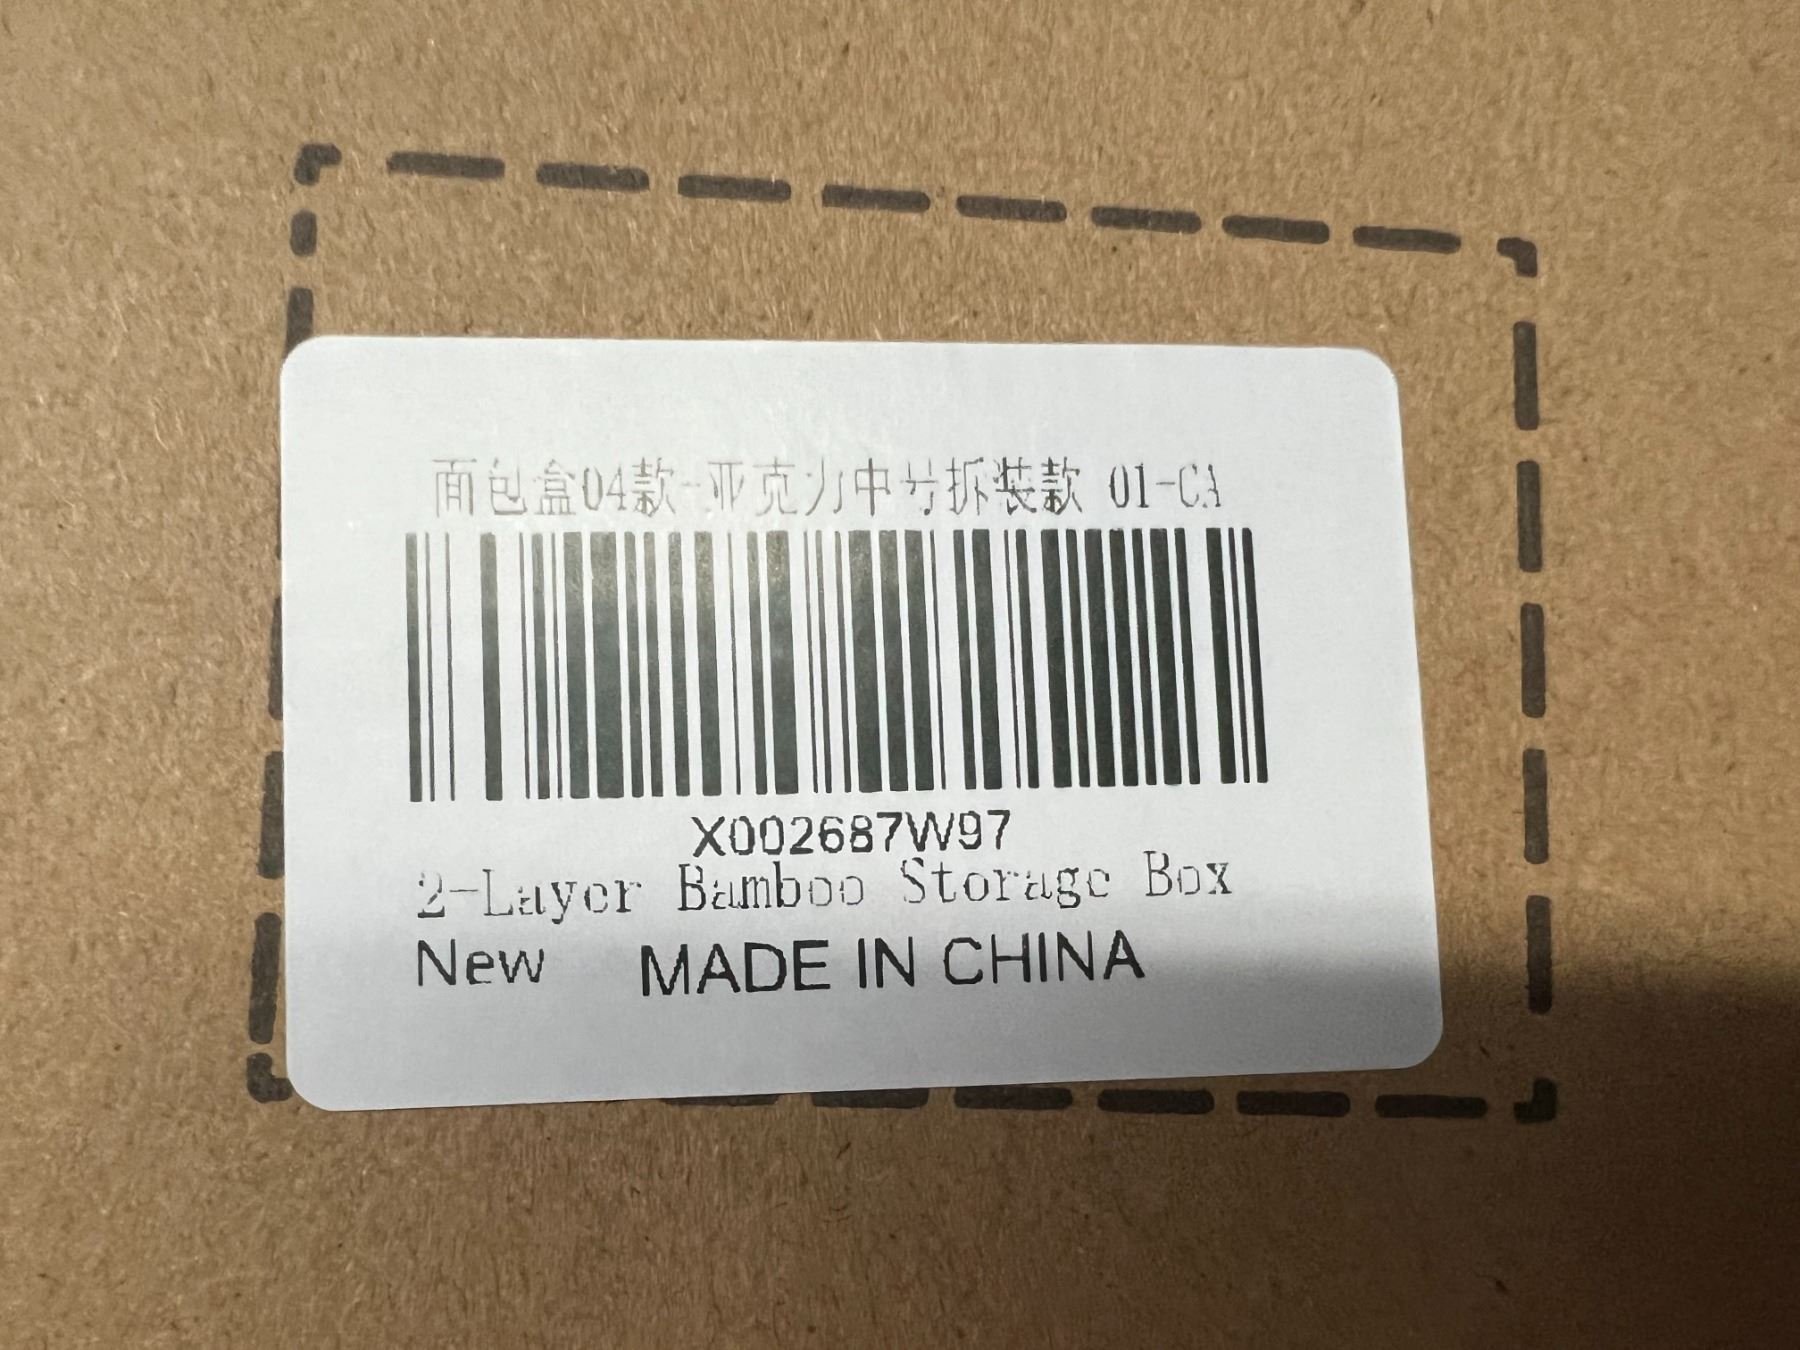 面包盒04款-亚克力中号拆装款 01-CA
X002687W97
2-Layer Bamboo Storage Box
New MADE IN CHINA